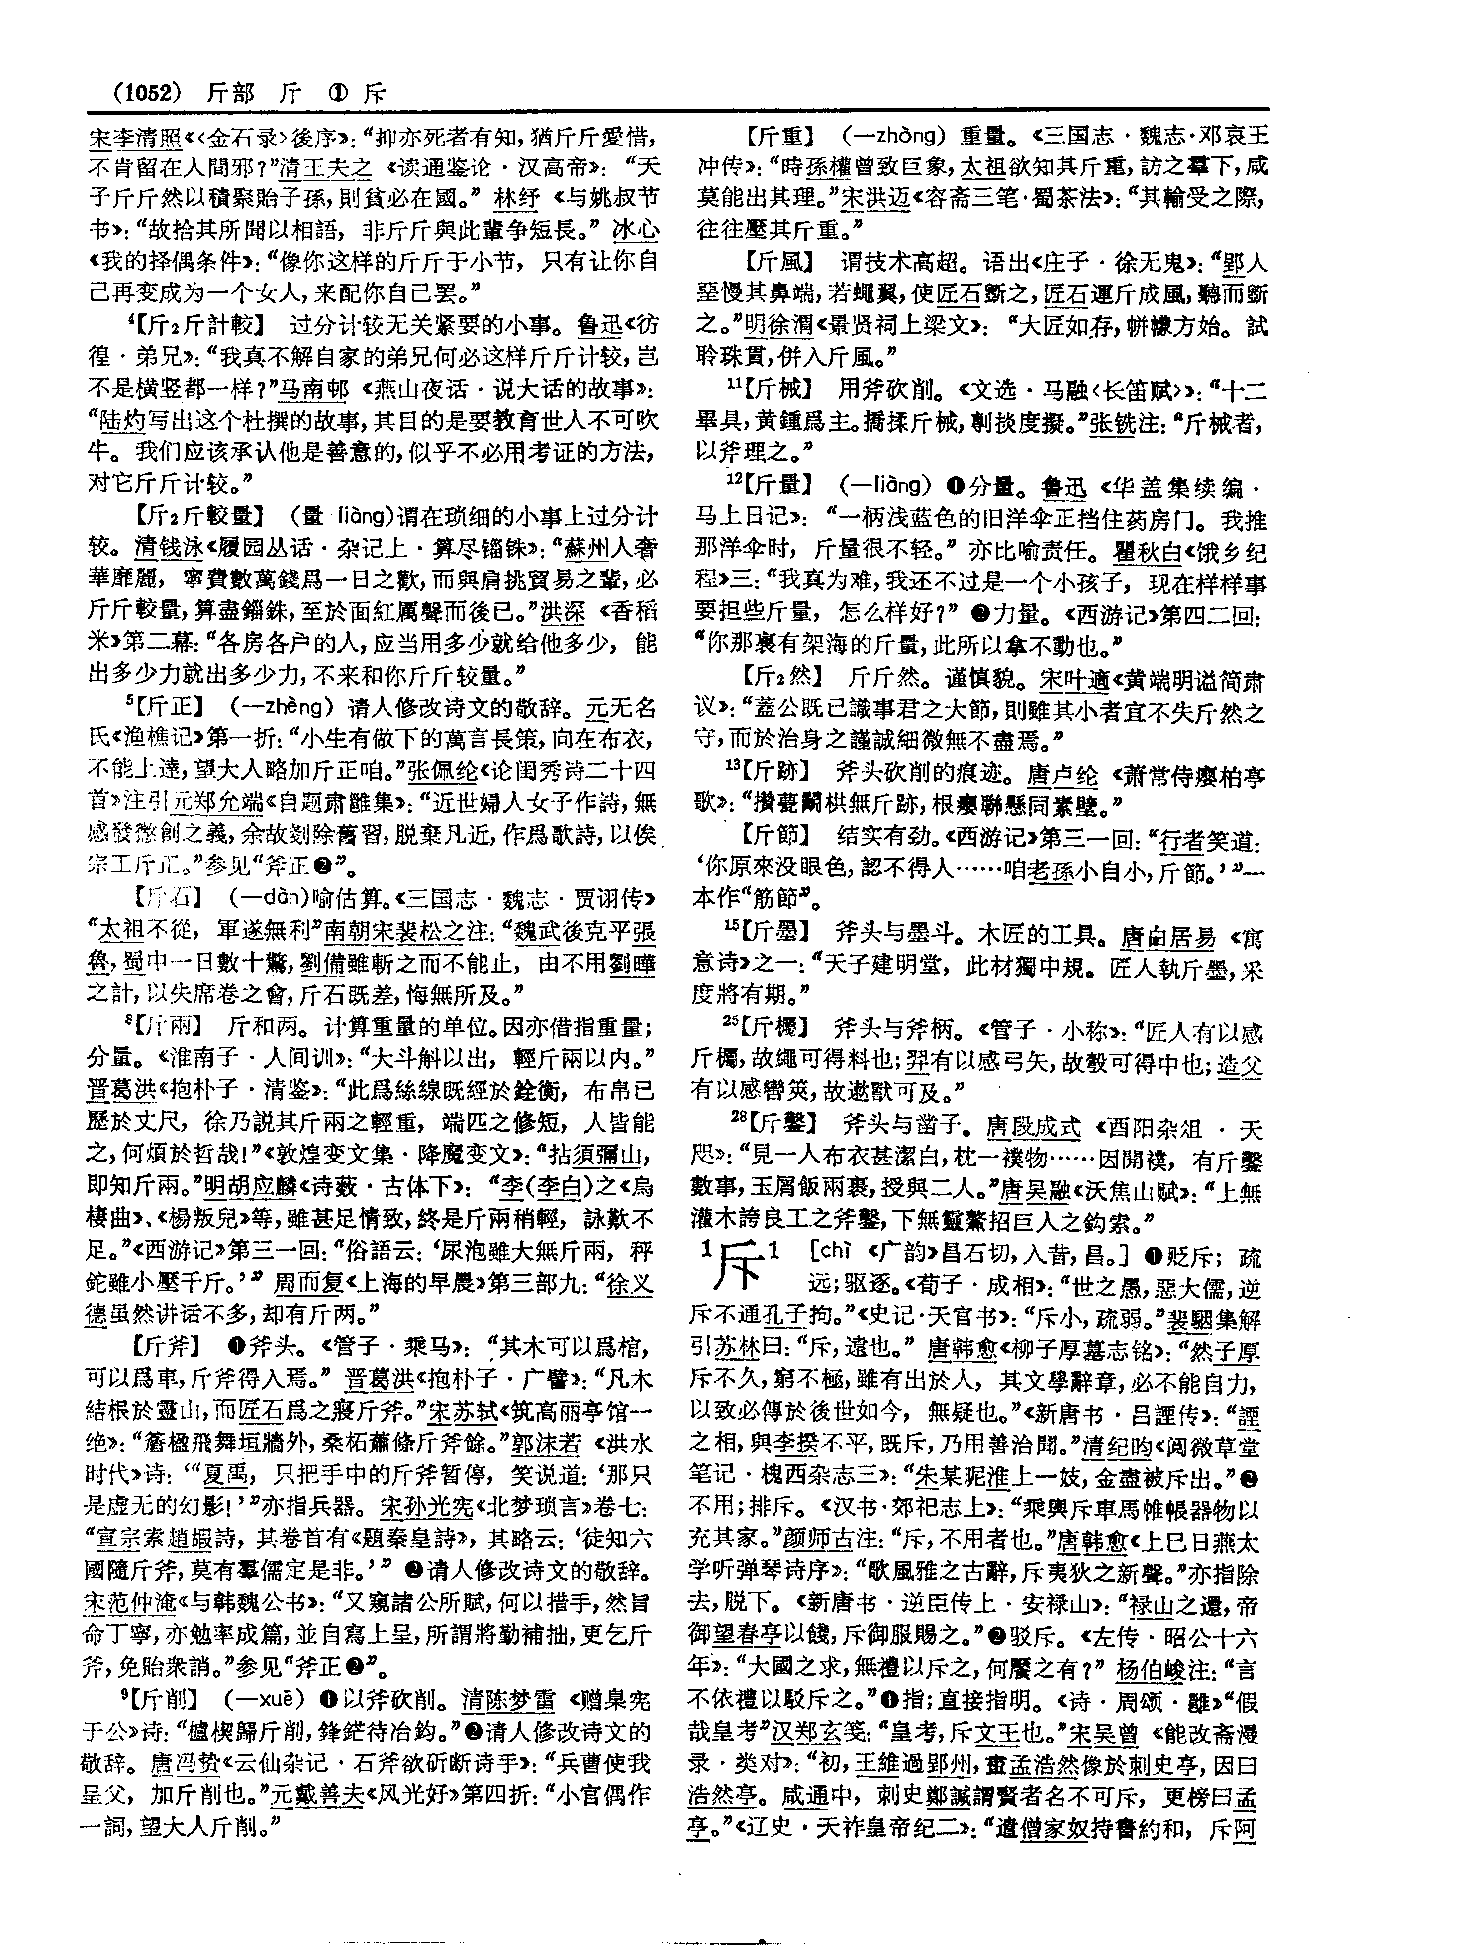 (1052) 斤部 斤 ① 斥
宋李清照《〈金石录〉後序》：“抑亦死者有知，猶斤斤愛惜，
不肯留在人間邪？”清王夫之《读通鉴论·汉高帝》：“天
子斤斤然以積聚貽子孫，則貧必在國。”林纾《与姚叔节
书》：“故拾其所聞以相語，非斤斤與此輩争短長。”冰心
《我的择偶条件》：“像你这样的斤斤于小节，只有让你自
己再变成为一个女人，来配你自己罢。”
⁴【斤₂斤計較】 过分计较无关紧要的小事。鲁迅《彷
徨·弟兄》：“我真不解自家的弟兄何必这样斤斤计较，岂
不是横竖都一样？”马南邨《燕山夜话·说大话的故事》：
“陆灼写出这个杜撰的故事，其目的是要教育世人不可吹
牛。我们应该承认他是善意的，似乎不必用考证的方法，
对它斤斤计较。”
【斤₂斤較量】（量 liàng）谓在琐细的小事上过分计
较。清钱泳《履园丛话·杂记上·算尽锱铢》：“蘇州人奢
華靡麗，寧費數萬錢爲一日之歡，而與肩挑貿易之輩，必
斤斤較量，算盡錙銖，至於面紅厲聲而後已。”洪深《香稻
米》第二幕：“各房各户的人，应当用多少就给他多少，能
出多少力就出多少力，不来和你斤斤较量。”
⁵【斤正】（—zhèng）请人修改诗文的敬辞。元无名
氏《渔樵记》第一折：“小生有做下的萬言長策，向在布衣，
不能上達，望大人略加斤正咱。”张佩纶《论闺秀诗二十四
首》注引元郑允端《自题肃雝集》：“近世婦人女子作詩，無
感發懲創之義，余故剗除舊習，脱棄凡近，作爲歌詩，以俟
宗工斤正。”参见“斧正❷”。
【斤石】（—dàn）喻估算。《三国志·魏志·贾诩传》
“太祖不從，軍遂無利”南朝宋裴松之注：“魏武後克平張
魯，蜀中一日數十驚，劉備雖斬之而不能止，由不用劉曄
之計，以失席卷之會，斤石既差，悔無所及。”
⁸【斤兩】 斤和两。计算重量的单位。因亦借指重量；
分量。《淮南子·人间训》：“大斗斛以出，輕斤兩以内。”
晋葛洪《抱朴子·清鉴》：“此爲絲線既經於銓衡，布帛已
歷於丈尺，徐乃説其斤兩之輕重，端匹之修短，人皆能
之，何煩於哲哉！”《敦煌变文集·降魔变文》：“拈須彌山，
即知斤兩。”明胡应麟《诗薮·古体下》：“李（李白）之《烏
棲曲》、《楊叛兒》等，雖甚足情致，終是斤兩稍輕，詠歎不
足。”《西游记》第三一回：“俗語云：‘尿泡雖大無斤兩，秤
鉈雖小壓千斤。’” 周而复《上海的早晨》第三部九：“徐义
德虽然讲话不多，却有斤两。”
【斤斧】 ❶斧头。《管子·乘马》：“其木可以爲棺，
可以爲車，斤斧得入焉。”晋葛洪《抱朴子·广譬》：“凡木
結根於靈山，而匠石爲之寢斤斧。”宋苏轼《筑高丽亭馆一
绝》：“簷楹飛舞垣牆外，桑柘蕭條斤斧餘。”郭沫若《洪水
时代》诗：“‘夏禹，只把手中的斤斧暂停，笑说道：‘那只
是虚无的幻影！’”亦指兵器。宋孙光宪《北梦琐言》卷七：
“宣宗索趙嘏詩，其卷首有《題秦皇詩》，其略云：‘徒知六
國隨斤斧，莫有羣儒定是非。’” ❷请人修改诗文的敬辞。
宋范仲淹《与韩魏公书》：“又窺諸公所賦，何以措手，然旨
命丁寧，亦勉率成篇，並自寫上呈，所謂將勤補拙，更乞斤
斧，免貽衆誚。”参见“斧正❷”。
⁹【斤削】（—xuē）❶以斧砍削。清陈梦雷《赠臬宪
于公》诗：“櫨楔歸斤削，鋒鋩待冶鈞。”❷请人修改诗文的
敬辞。唐冯贽《云仙杂记·石斧欲斫断诗手》：“兵曹使我
呈父，加斤削也。”元戴善夫《风光好》第四折：“小官偶作
一詞，望大人斤削。”
【斤重】（—zhòng）重量。《三国志·魏志·邓哀王
冲传》：“時孫權曾致巨象，太祖欲知其斤重，訪之羣下，咸
莫能出其理。”宋洪迈《容斋三笔·蜀茶法》：“其輸受之際，
往往壓其斤重。”
【斤風】 谓技术高超。语出《庄子·徐无鬼》：“郢人
堊慢其鼻端，若蠅翼，使匠石斲之，匠石運斤成風，聽而斲
之。”明徐渭《景贤祠上梁文》：“大匠如存，帡幪方始。試
聆珠貫，併入斤風。”
¹¹【斤械】 用斧砍削。《文选·马融〈长笛赋〉》：“十二
畢具，黃鍾爲主。撟揉斤械，剸掞度擬。”张铣注：“斤械者，
以斧理之。”
¹²【斤量】（—liàng）❶分量。鲁迅《华盖集续编·
马上日记》：“一柄浅蓝色的旧洋伞正挡住药房门。我推
那洋伞时，斤量很不轻。”亦比喻责任。瞿秋白《饿乡纪
程》三：“我真为难，我还不过是一个小孩子，现在样样事
要担些斤量，怎么样好？” ❷力量。《西游记》第四二回：
“你那裏有架海的斤量，此所以拿不動也。”
【斤₂然】 斤斤然。谨慎貌。宋叶適《黄端明谥简肃
议》：“蓋公既已識事君之大節，則雖其小者宜不失斤然之
守，而於治身之謹誠細微無不盡焉。”
¹³【斤跡】 斧头砍削的痕迹。唐卢纶《萧常侍瘿柏亭
歌》：“攢甍鬭栱無斤跡，根癭聯懸同素壁。”
【斤節】 结实有劲。《西游记》第三一回：“行者笑道：
‘你原來没眼色，認不得人……咱老孫小自小，斤節。’”一
本作“筋節”。
¹⁵【斤墨】 斧头与墨斗。木匠的工具。唐白居易《寓
意诗》之一：“天子建明堂，此材獨中規。匠人執斤墨，采
度將有期。”
²⁵【斤欘】 斧头与斧柄。《管子·小称》：“匠人有以感
斤欘，故繩可得料也；羿有以感弓矢，故彀可得中也；造父
有以感轡筴，故遫獸可及。”
²⁸【斤鑿】 斧头与凿子。唐段成式《酉阳杂俎·天
咫》：“見一人布衣甚潔白，枕一襆物……因開襆，有斤鑿
數事，玉屑飯兩裹，授與二人。”唐吴融《沃焦山赋》：“上無
灌木誇良工之斧鑿，下無靈鰲招巨人之鈎索。”
¹斥¹ [chì 《广韵》昌石切，入昔，昌。] ❶贬斥；疏
远；驱逐。《荀子·成相》：“世之愚，惡大儒，逆
斥不通孔子拘。”《史记·天官书》：“斥小，疏弱。”裴駰集解
引苏林曰：“斥，遠也。” 唐韩愈《柳子厚墓志铭》：“然子厚
斥不久，窮不極，雖有出於人，其文學辭章，必不能自力，
以致必傳於後世如今，無疑也。”《新唐书·吕諲传》：“諲
之相，與李揆不平，既斥，乃用善治聞。”清纪昀《阅微草堂
笔记·槐西杂志三》：“朱某昵淮上一妓，金盡被斥出。”❷
不用；排斥。《汉书·郊祀志上》：“乘輿斥車馬帷帳器物以
充其家。”颜师古注：“斥，不用者也。”唐韩愈《上巳日燕太
学听弹琴诗序》：“歌風雅之古辭，斥夷狄之新聲。”亦指除
去，脱下。《新唐书·逆臣传上·安禄山》：“禄山之還，帝
御望春亭以餞，斥御服賜之。”❸驳斥。《左传·昭公十六
年》：“大國之求，無禮以斥之，何饜之有？” 杨伯峻注：“言
不依禮以駁斥之。”❹指；直接指明。《诗·周颂·雝》“假
哉皇考”汉郑玄笺：“皇考，斥文王也。”宋吴曾《能改斋漫
录·类对》：“初，王維過郢州，畫孟浩然像於刺史亭，因曰
浩然亭。咸通中，刺史鄭諴謂賢者名不可斥，更榜曰孟
亭。”《辽史·天祚皇帝纪二》：“遣僧家奴持書約和，斥阿